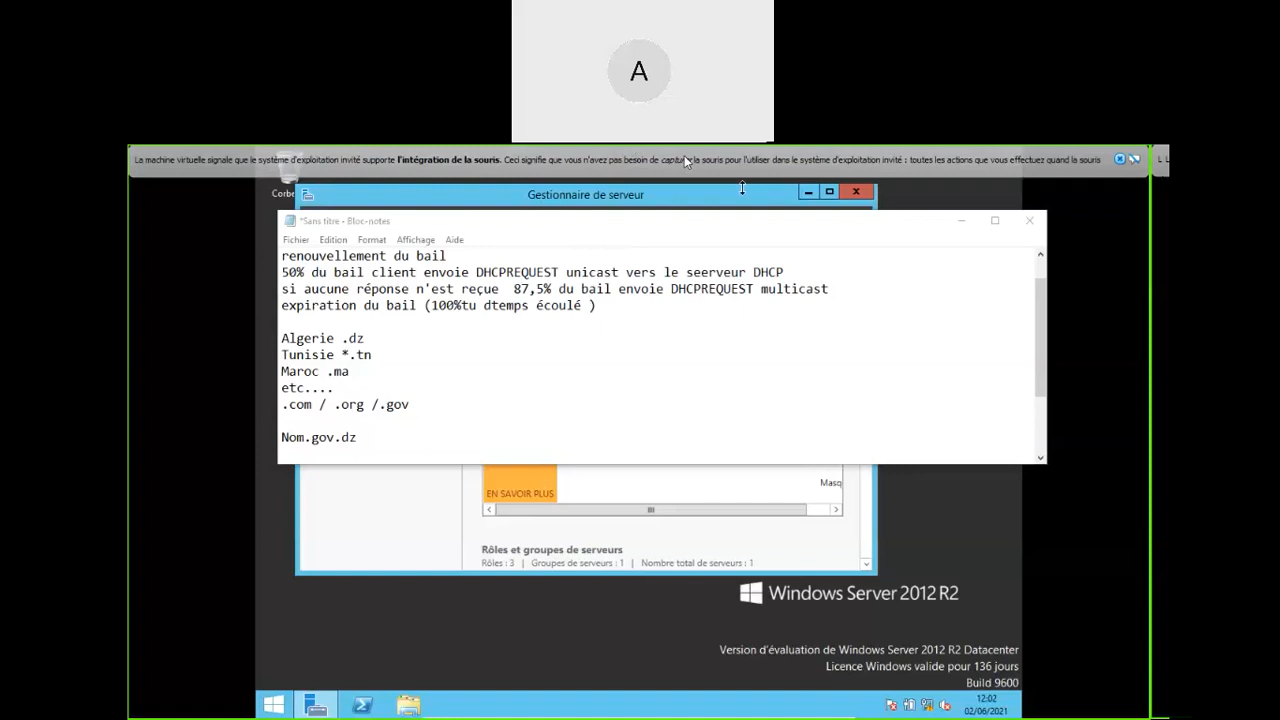 A
La machine virtuelle signale que le système d'exploitation invité supporte l'intégration de la souris. Ceci signifie que vous n'avez pas besoin de capturer la souris pour l'utiliser dans le système d'exploitation invité : toutes les actions que vous effectuez quand la souris
Corbe
Gestionnaire de serveur
*Sans titre - Bloc-notes
Fichier Edition Format Affichage Aide
renouvellement du bail
50% du bail client envoie DHCPREQUEST unicast vers le seerveur DHCP
si aucune réponse n'est reçue 87,5% du bail envoie DHCPREQUEST multicast
expiration du bail (100%tu dtemps écoulé )
Algerie .dz
Tunisie *.tn
Maroc .ma
etc....
.com / .org /.gov
Nom.gov.dz
Masq
EN SAVOIR PLUS
Rôles et groupes de serveurs
Rôles : 3 | Groupes de serveurs : 1 | Nombre total de serveurs : 1
Windows Server 2012 R2
Version d'évaluation de Windows Server 2012 R2 Datacenter
Licence Windows valide pour 136 jours
Build 9600
12:02
02/06/2021